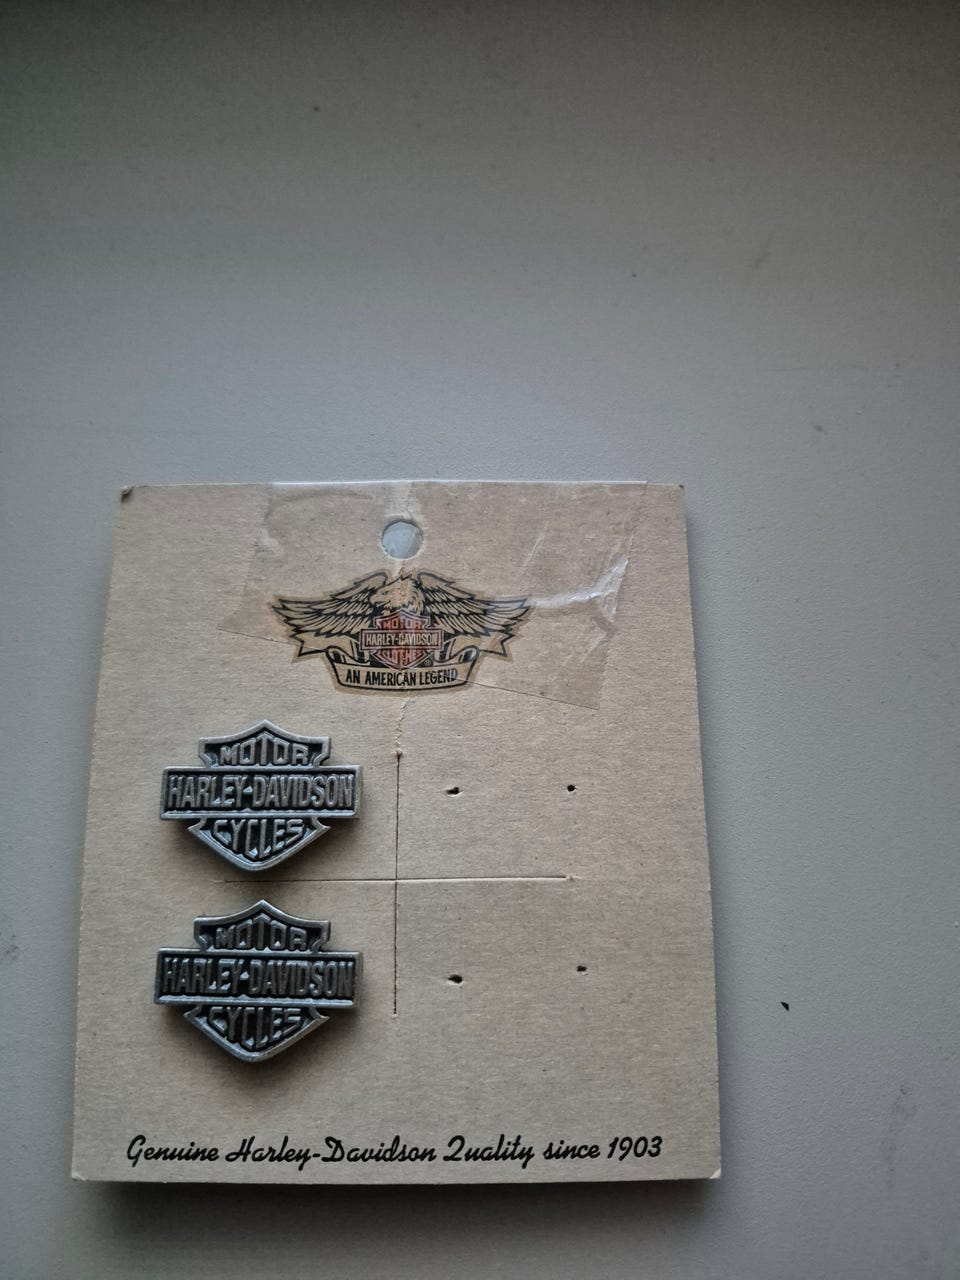 MOTOR
HARLEY-DAVIDSON
CLOTHES
AN AMERICAN LEGEND
MOTOR
HARLEY-DAVIDSON
CYCLES
MOTOR
HARLEY-DAVIDSON
CYCLES
Genuine Harley-Davidson Quality since 1903